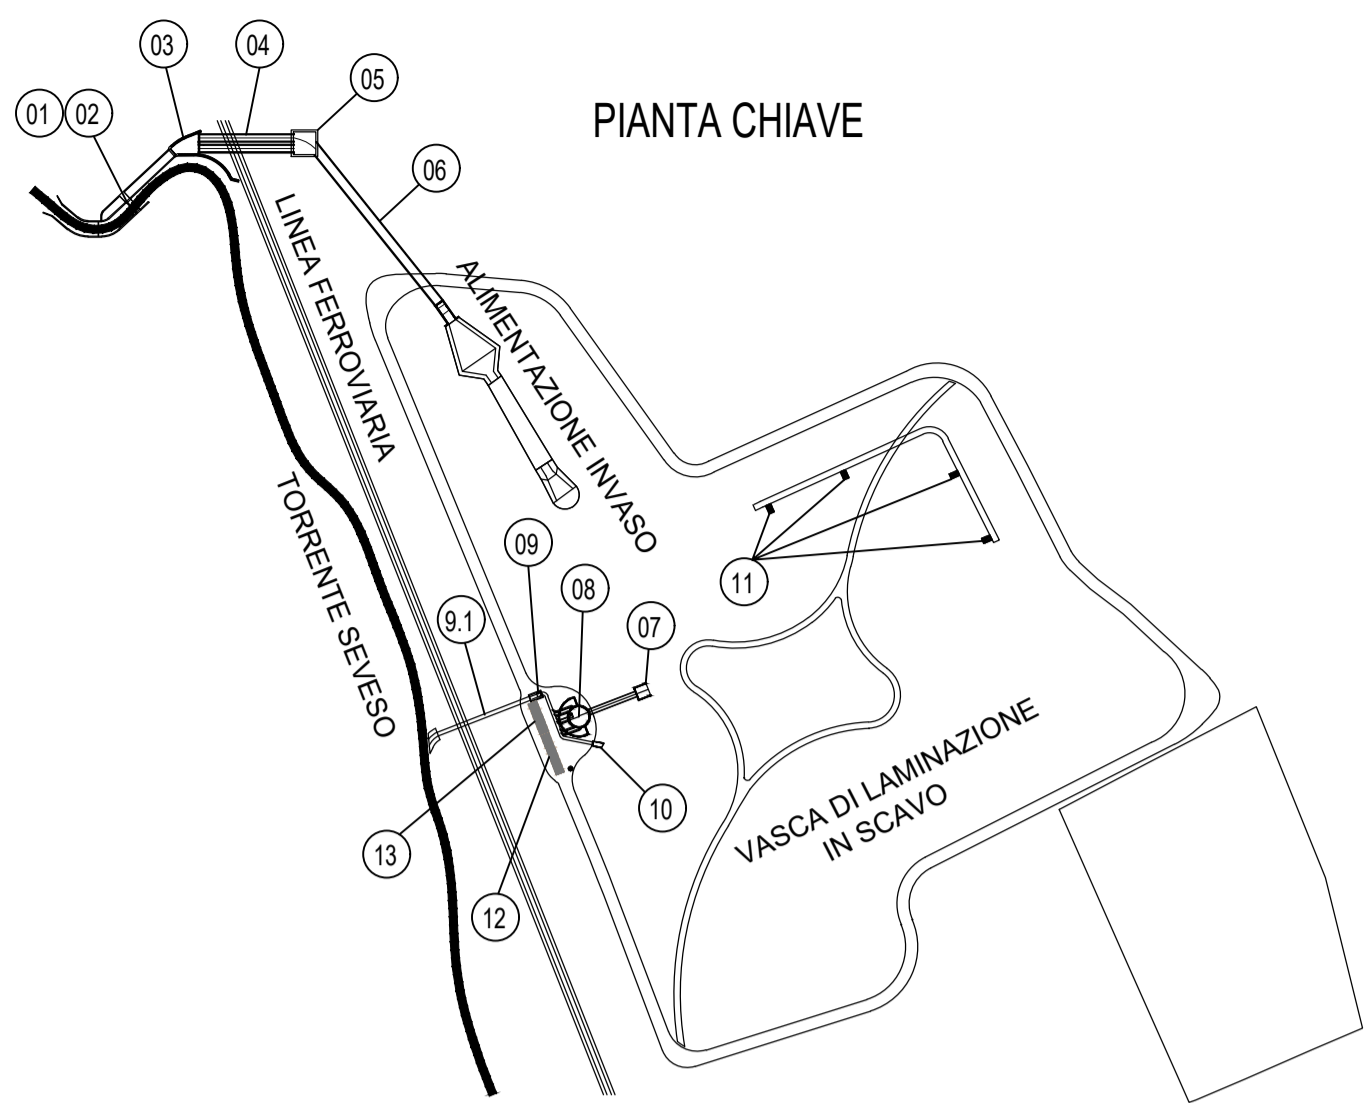 03
04
05
01
02
PIANTA CHIAVE
06
LINEA FERROVIARIA
ALIMENTAZIONE INVASO
TORRENTE SEVESO
09
08
11
9.1
07
VASCA DI LAMINAZIONE
IN SCAVO
10
13
12